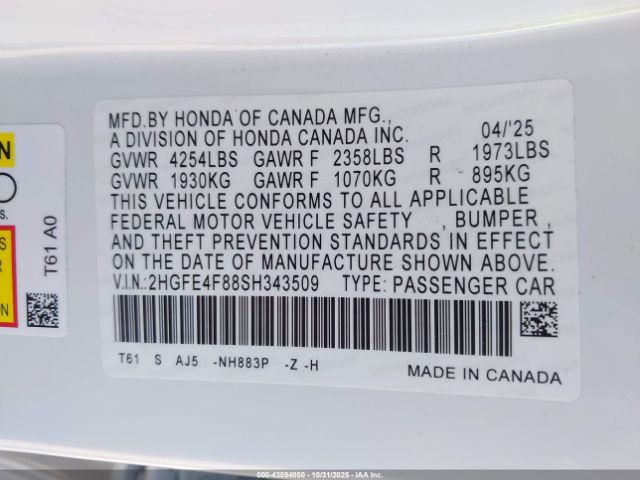 MFD.BY HONDA OF CANADA MFG.,
A DIVISION OF HONDA CANADA INC. 04/'25
GVWR 4254LBS GAWR F 2358LBS R 1973LBS
GVWR 1930KG GAWR F 1070KG R 895KG
THIS VEHICLE CONFORMS TO ALL APPLICABLE
FEDERAL MOTOR VEHICLE SAFETY , BUMPER ,
AND THEFT PREVENTION STANDARDS IN EFFECT
ON THE DATE OF MANUFACTURE SHOWN ABOVE.
V.I.N.:2HGFE4F88SH343509 TYPE: PASSENGER CAR
T61 S AJ5 -NH883P -Z -H
MADE IN CANADA
T61 A0
N
s.
S
R
© - 43594050 - 10/31/2025 - IAA Inc.